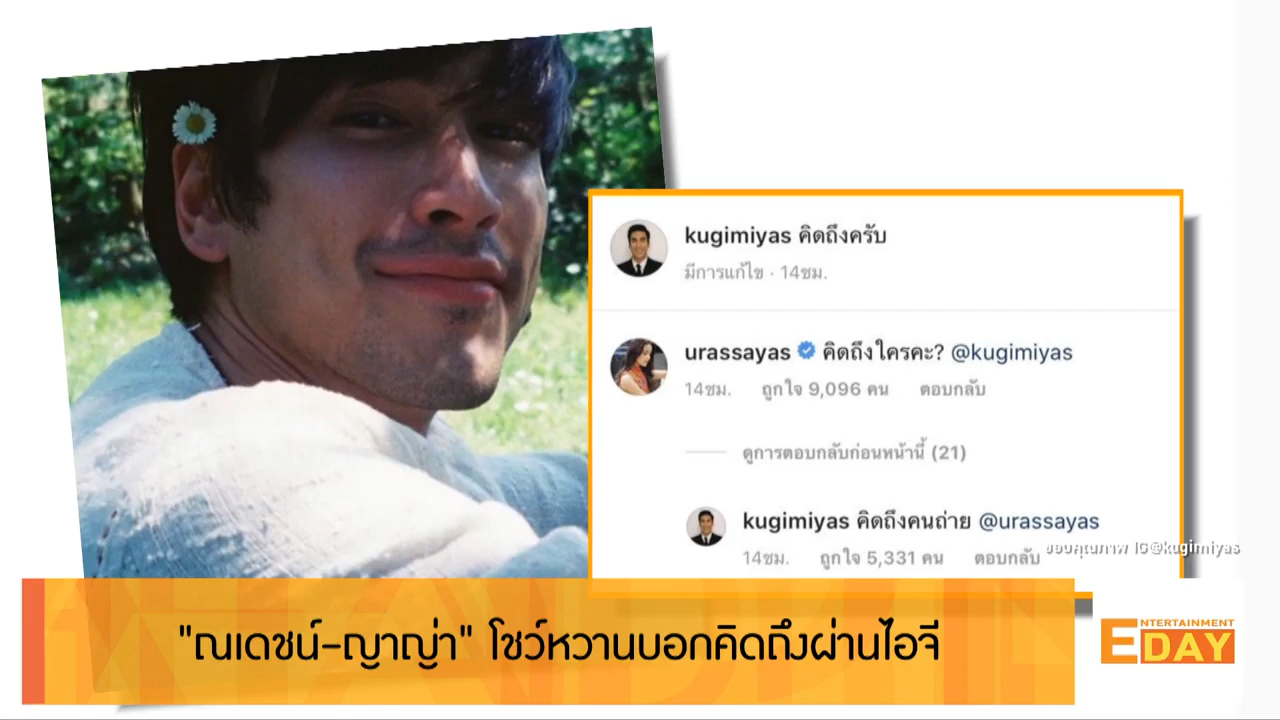 kugimiyas คิดถึงครับ
มีการแก้ไข · 14ชม.
urassayas คิดถึงใครคะ? @kugimiyas
14ชม. ถูกใจ 9,096 คน ตอบกลับ
ดูการตอบกลับก่อนหน้านี้ (21)
kugimiyas คิดถึงคนถ่าย @urassayas
14ชม. ถูกใจ 5,331 คน ตอบกลับ
ขอบคุณภาพ IG@kugimiyas
"ณเดชน์-ญาญ่า" โชว์หวานบอกคิดถึงผ่านไอจี
ENTERTAINMENT
DAY